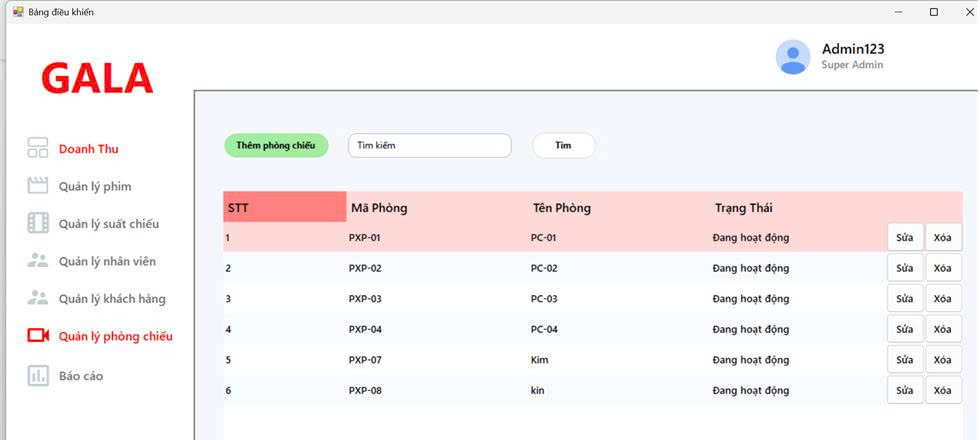 Bảng điều khiển
Admin123
Super Admin
GALA
Doanh Thu
Quản lý phim
Quản lý suất chiếu
Quản lý nhân viên
Quản lý khách hàng
Quản lý phòng chiếu
Báo cáo
Thêm phòng chiếu Tìm kiếm Tìm
STT Mã Phòng Tên Phòng Trạng Thái
1 PXP-01 PC-01 Đang hoạt động Sửa Xóa
2 PXP-02 PC-02 Đang hoạt động Sửa Xóa
3 PXP-03 PC-03 Đang hoạt động Sửa Xóa
4 PXP-04 PC-04 Đang hoạt động Sửa Xóa
5 PXP-07 Kim Đang hoạt động Sửa Xóa
6 PXP-08 kin Đang hoạt động Sửa Xóa